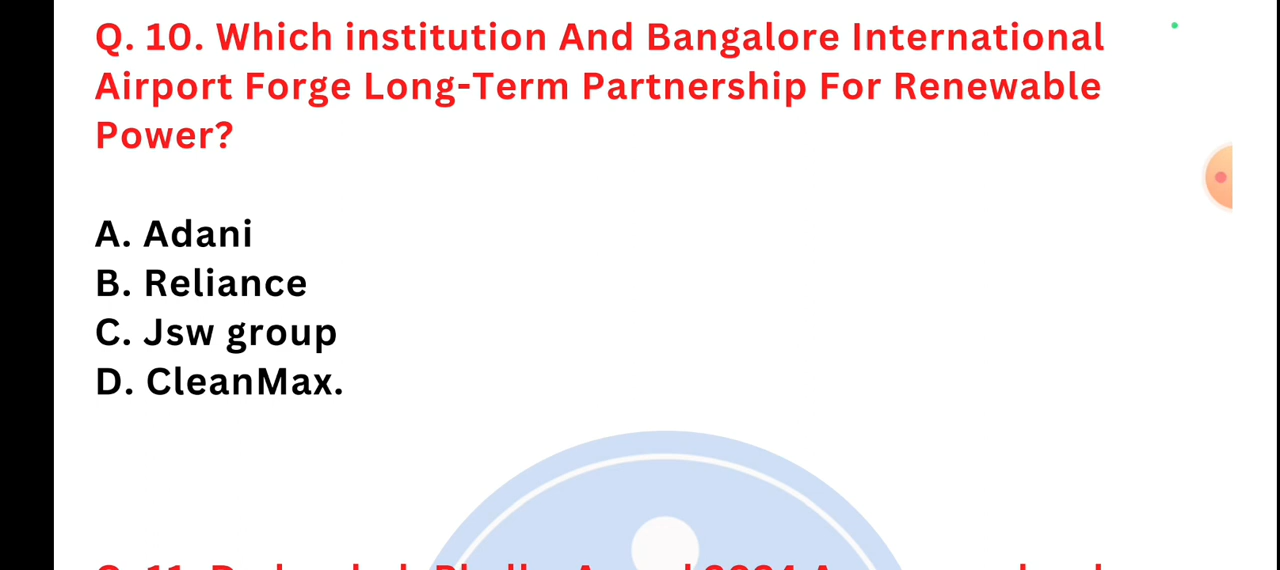 Q. 10. Which institution And Bangalore International
Airport Forge Long-Term Partnership For Renewable
Power?
A. Adani
B. Reliance
C. Jsw group
D. CleanMax.
Q. 11.